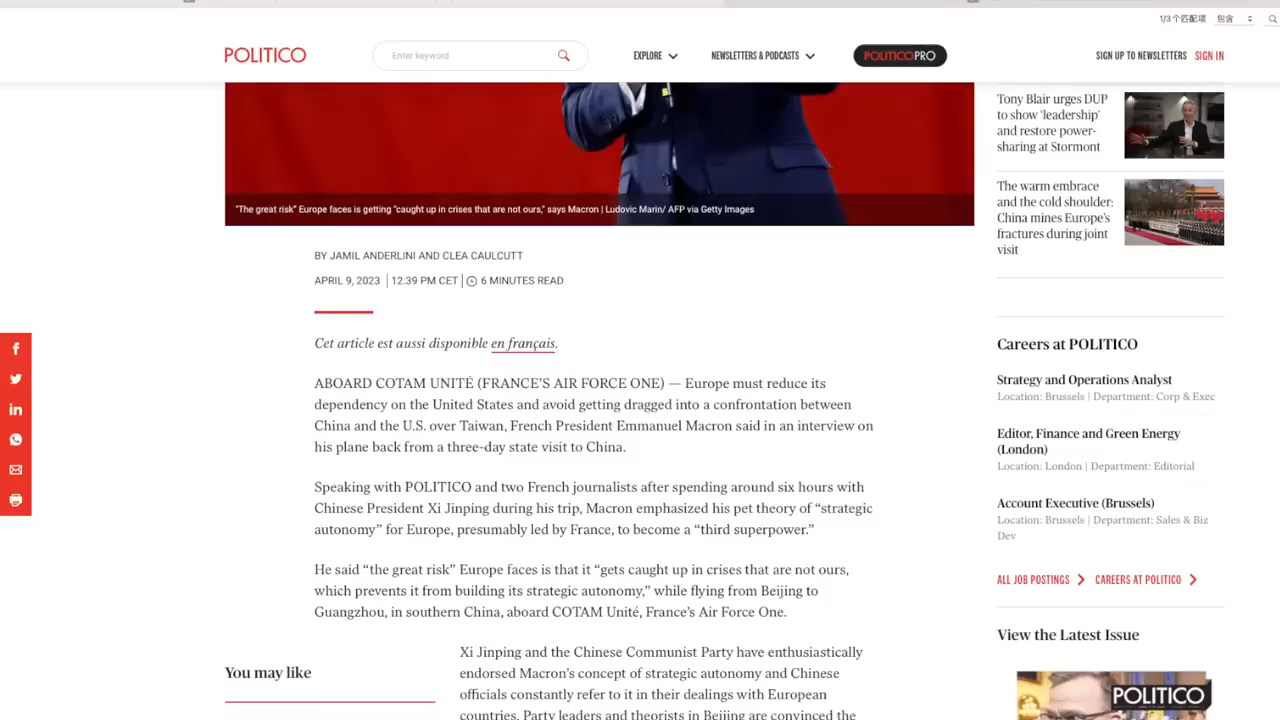 1/3个匹配项 包含
POLITICO
Enter keyword
EXPLORE
NEWSLETTERS & PODCASTS
POLITICOPRO
SIGN UP TO NEWSLETTERS SIGN IN
"The great risk" Europe faces is getting "caught up in crises that are not ours," says Macron | Ludovic Marin/ AFP via Getty Images
BY JAMIL ANDERLINI AND CLEA CAULCUTT
APRIL 9, 2023 | 12:39 PM CET | 6 MINUTES READ
Cet article est aussi disponible en français.
ABOARD COTAM UNITÉ (FRANCE'S AIR FORCE ONE) — Europe must reduce its
dependency on the United States and avoid getting dragged into a confrontation between
China and the U.S. over Taiwan, French President Emmanuel Macron said in an interview on
his plane back from a three-day state visit to China.
Speaking with POLITICO and two French journalists after spending around six hours with
Chinese President Xi Jinping during his trip, Macron emphasized his pet theory of “strategic
autonomy” for Europe, presumably led by France, to become a “third superpower.”
He said “the great risk” Europe faces is that it “gets caught up in crises that are not ours,
which prevents it from building its strategic autonomy,” while flying from Beijing to
Guangzhou, in southern China, aboard COTAM Unité, France’s Air Force One.
You may like
Xi Jinping and the Chinese Communist Party have enthusiastically
endorsed Macron’s concept of strategic autonomy and Chinese
officials constantly refer to it in their dealings with European
countries. Party leaders and theorists in Beijing are convinced the
Tony Blair urges DUP
to show ‘leadership’
and restore power-
sharing at Stormont
The warm embrace
and the cold shoulder:
China mines Europe’s
fractures during joint
visit
Careers at POLITICO
Strategy and Operations Analyst
Location: Brussels | Department: Corp & Exec
Editor, Finance and Green Energy
(London)
Location: London | Department: Editorial
Account Executive (Brussels)
Location: Brussels | Department: Sales & Biz
Dev
ALL JOB POSTINGS CAREERS AT POLITICO
View the Latest Issue
POLITICO